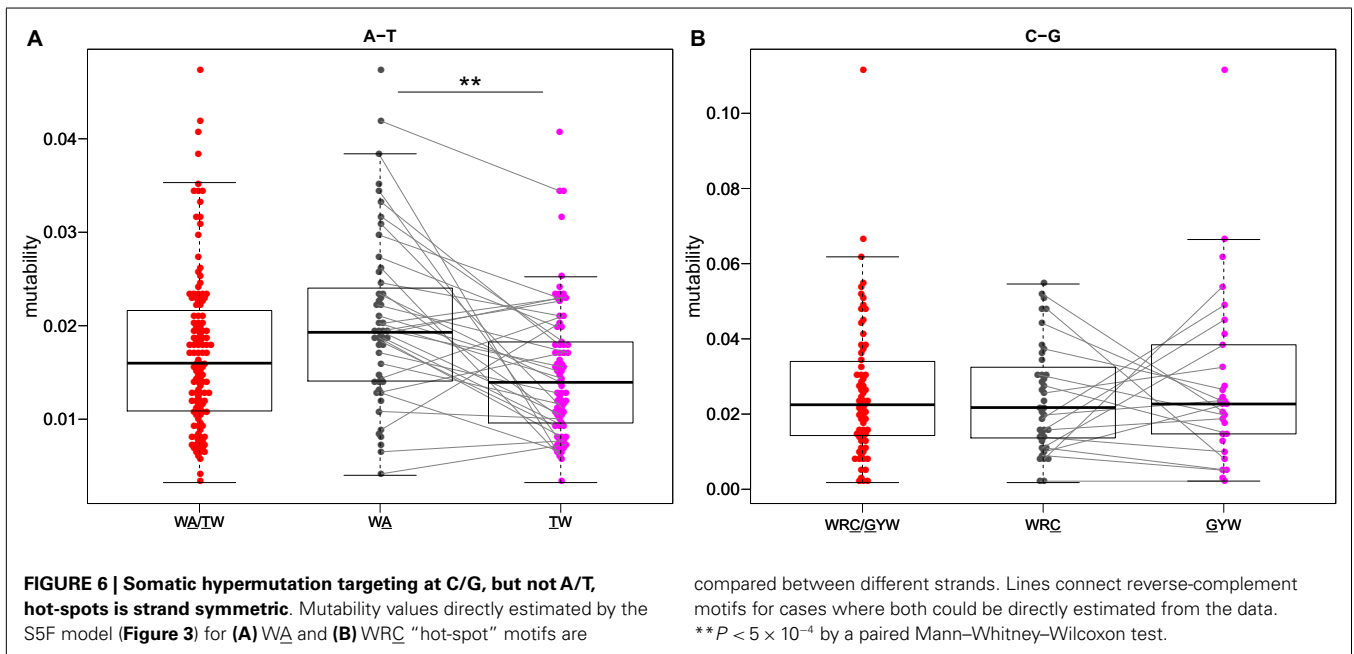 A
A–T
**
mutability
0.04
0.03
0.02
0.01
WA/TW
WA
TW
B
C–G
mutability
0.10
0.08
0.06
0.04
0.02
0.00
WRC/GYW
WRC
GYW
FIGURE 6 | Somatic hypermutation targeting at C/G, but not A/T,
hot-spots is strand symmetric. Mutability values directly estimated by the
S5F model (Figure 3) for (A) WA and (B) WRC “hot-spot” motifs are
compared between different strands. Lines connect reverse-complement
motifs for cases where both could be directly estimated from the data.
**P < 5 × 10⁻⁴ by a paired Mann–Whitney–Wilcoxon test.